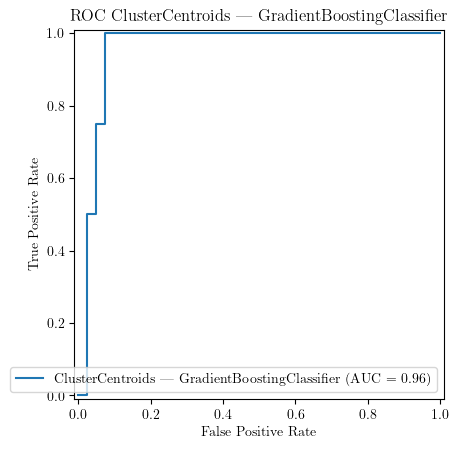 ROC ClusterCentroids — GradientBoostingClassifier
1.0
0.8
0.6
0.4
0.2
0.0
True Positive Rate
ClusterCentroids — GradientBoostingClassifier (AUC = 0.96)
0.0 0.2 0.4 0.6 0.8 1.0
False Positive Rate